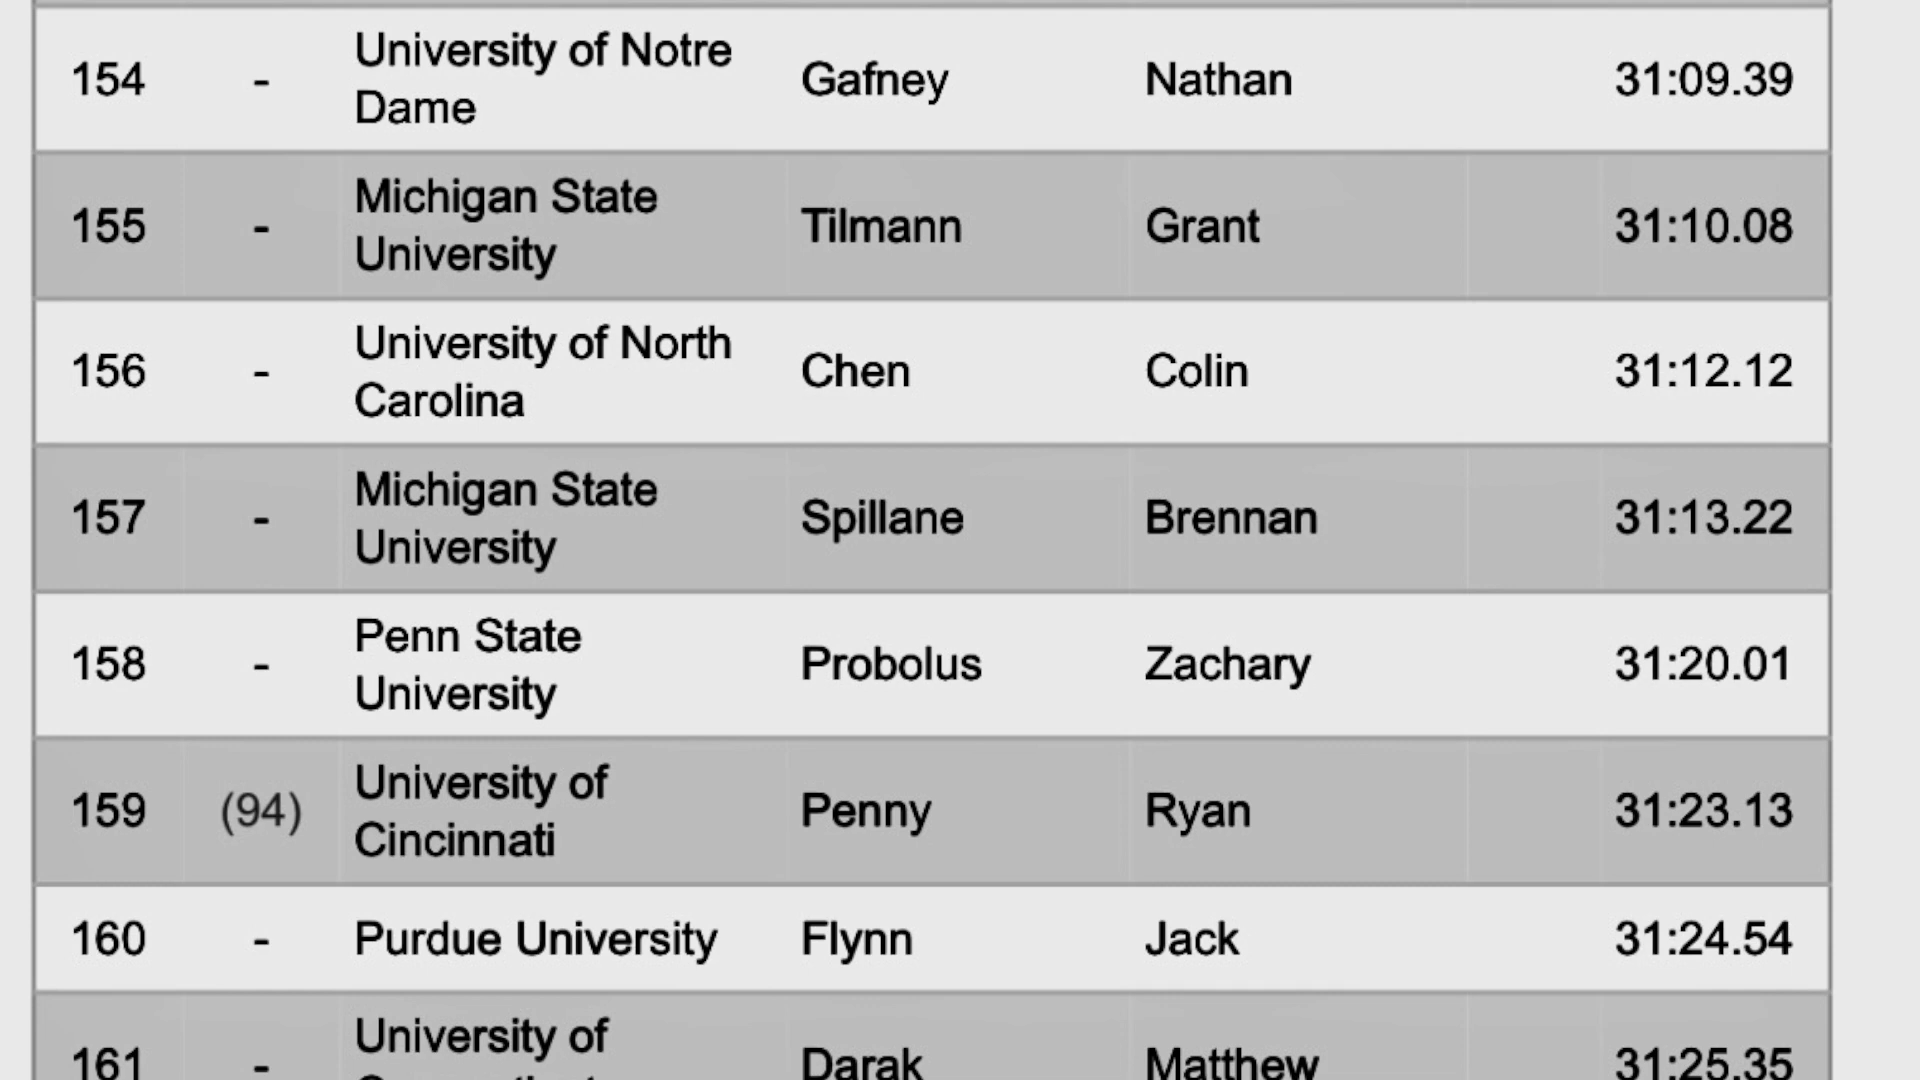 154 - University of Notre Dame Gafney Nathan 31:09.39
155 - Michigan State University Tilmann Grant 31:10.08
156 - University of North Carolina Chen Colin 31:12.12
157 - Michigan State University Spillane Brennan 31:13.22
158 - Penn State University Probolus Zachary 31:20.01
159 (94) University of Cincinnati Penny Ryan 31:23.13
160 - Purdue University Flynn Jack 31:24.54
161 - University of Darak Matthew 31:25.35